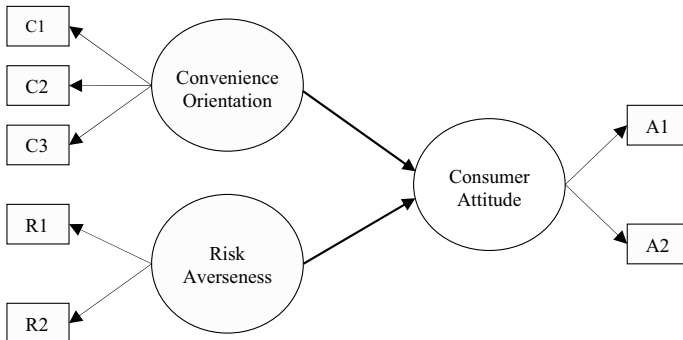 C1
C2
C3
Convenience
Orientation
R1
R2
Risk
Averseness
Consumer
Attitude
A1
A2